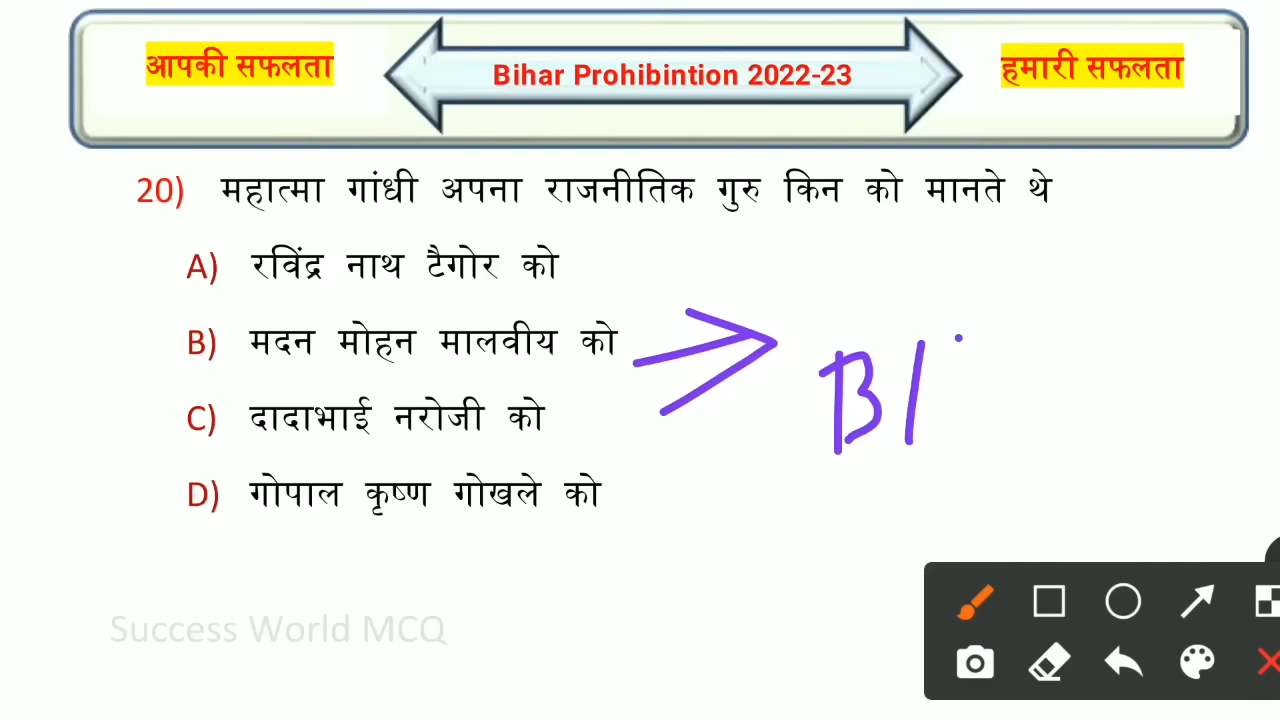 आपकी सफलता
Bihar Prohibintion 2022-23
हमारी सफलता
20) महात्मा गांधी अपना राजनीतिक गुरु किन को मानते थे
A) रविंद्र नाथ टैगोर को
B) मदन मोहन मालवीय को
C) दादाभाई नरोजी को
D) गोपाल कृष्ण गोखले को
Success World MCQ